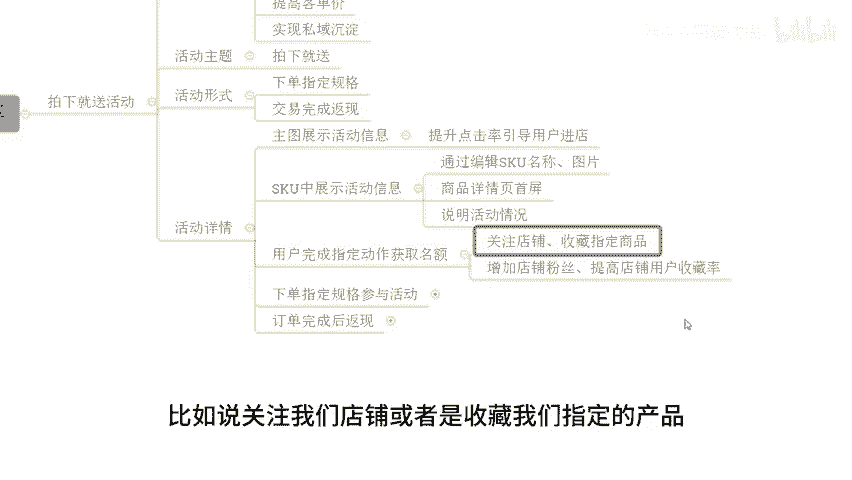 提高客单价
实现私域沉淀
活动主题
拍下就送
拍下就送活动
活动形式
下单指定规格
交易完成返现
主图展示活动信息
提升点击率引导用户进店
通过编辑SKU名称、图片
SKU中展示活动信息
商品详情页首屏
说明活动情况
活动详情
关注店铺、收藏指定商品
用户完成指定动作获取名额
增加店铺粉丝、提高店铺用户收藏率
下单指定规格参与活动
订单完成后返现
比如说关注我们店铺或者是收藏我们指定的产品